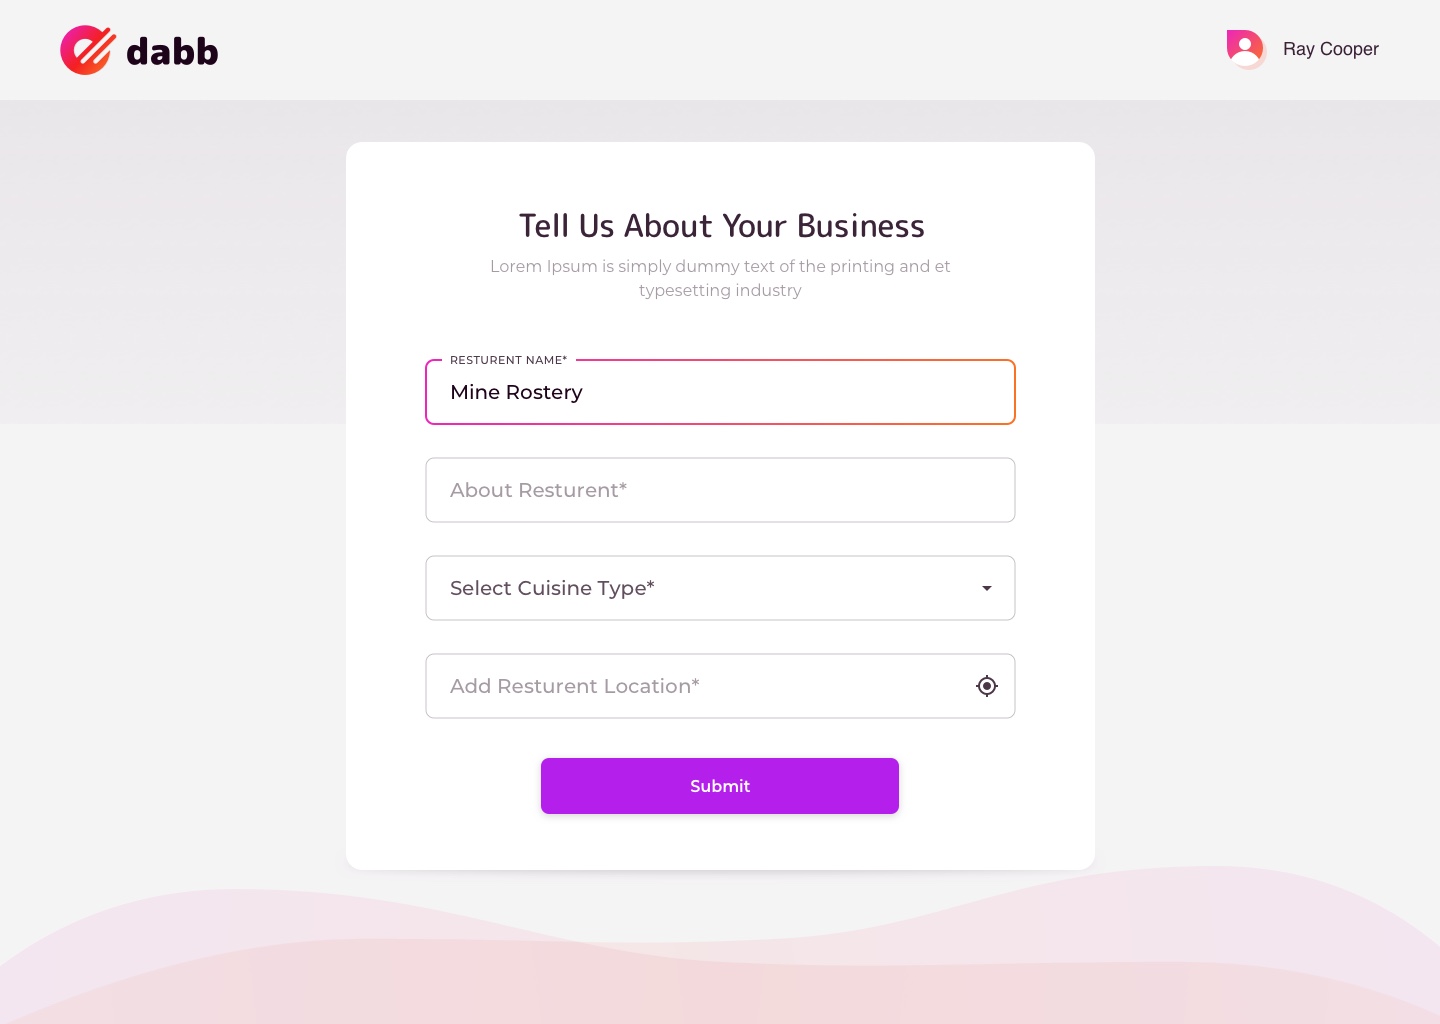 dabb
Ray Cooper
Tell Us About Your Business
Lorem Ipsum is simply dummy text of the printing and et
typesetting industry
RESTURENT NAME*
Mine Rostery
About Resturent*
Select Cuisine Type*
Add Resturent Location*
Submit